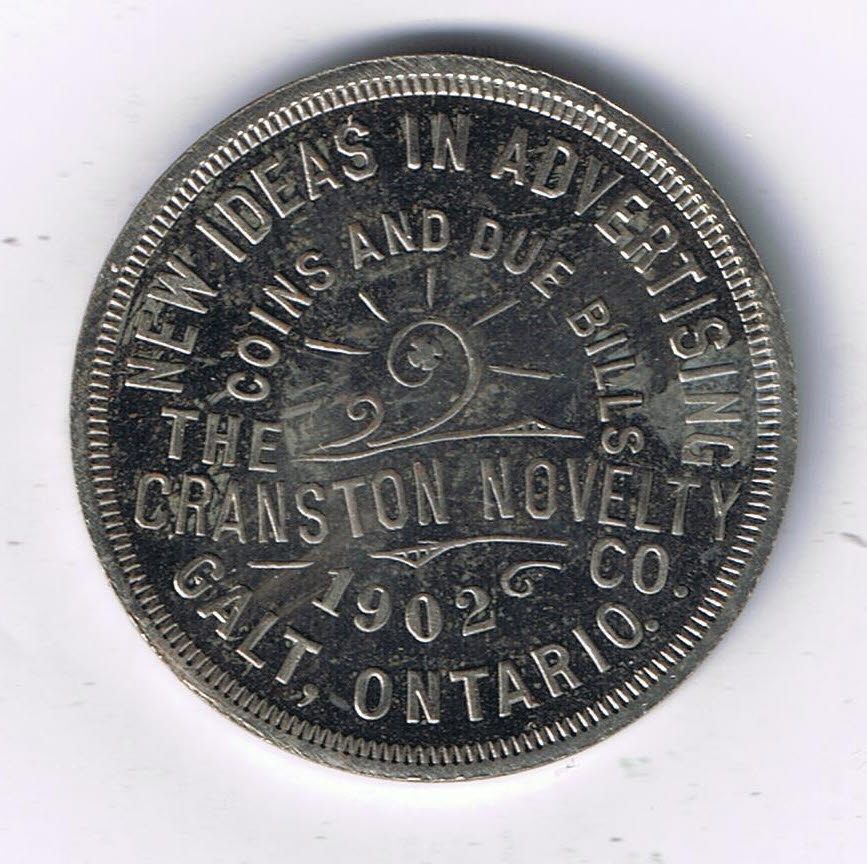 NEW IDEAS IN ADVERTISING
COINS AND DUE BILLS
THE
CRANSTON NOVELTY
CO.
1902
GALT, ONTARIO.